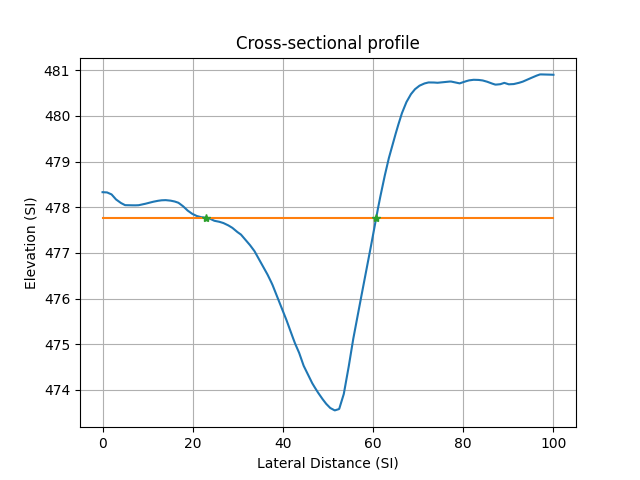 Cross-sectional profile
481
480
479
478
477
476
475
474
Elevation (SI)
0 20 40 60 80 100
Lateral Distance (SI)